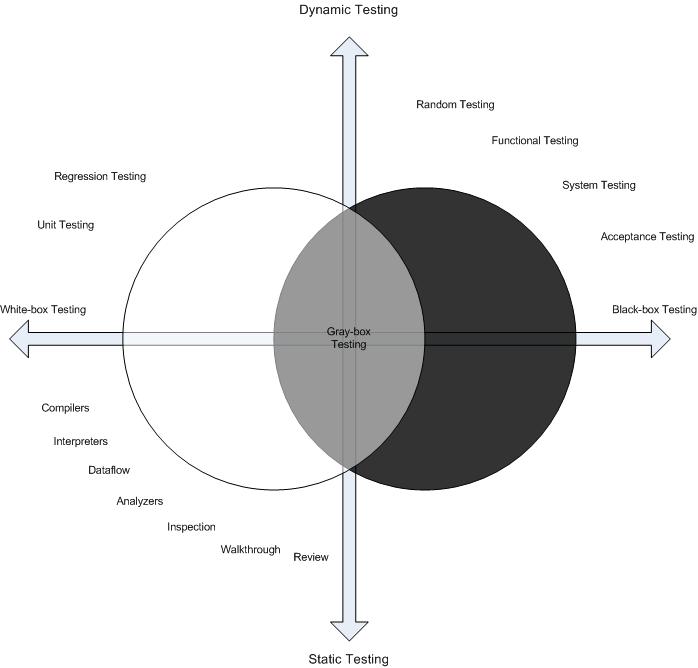 Dynamic Testing
Random Testing
Functional Testing
Regression Testing
System Testing
Unit Testing
Acceptance Testing
White-box Testing
Black-box Testing
Gray-box
Testing
Compilers
Interpreters
Dataflow
Analyzers
Inspection
Walkthrough
Review
Static Testing